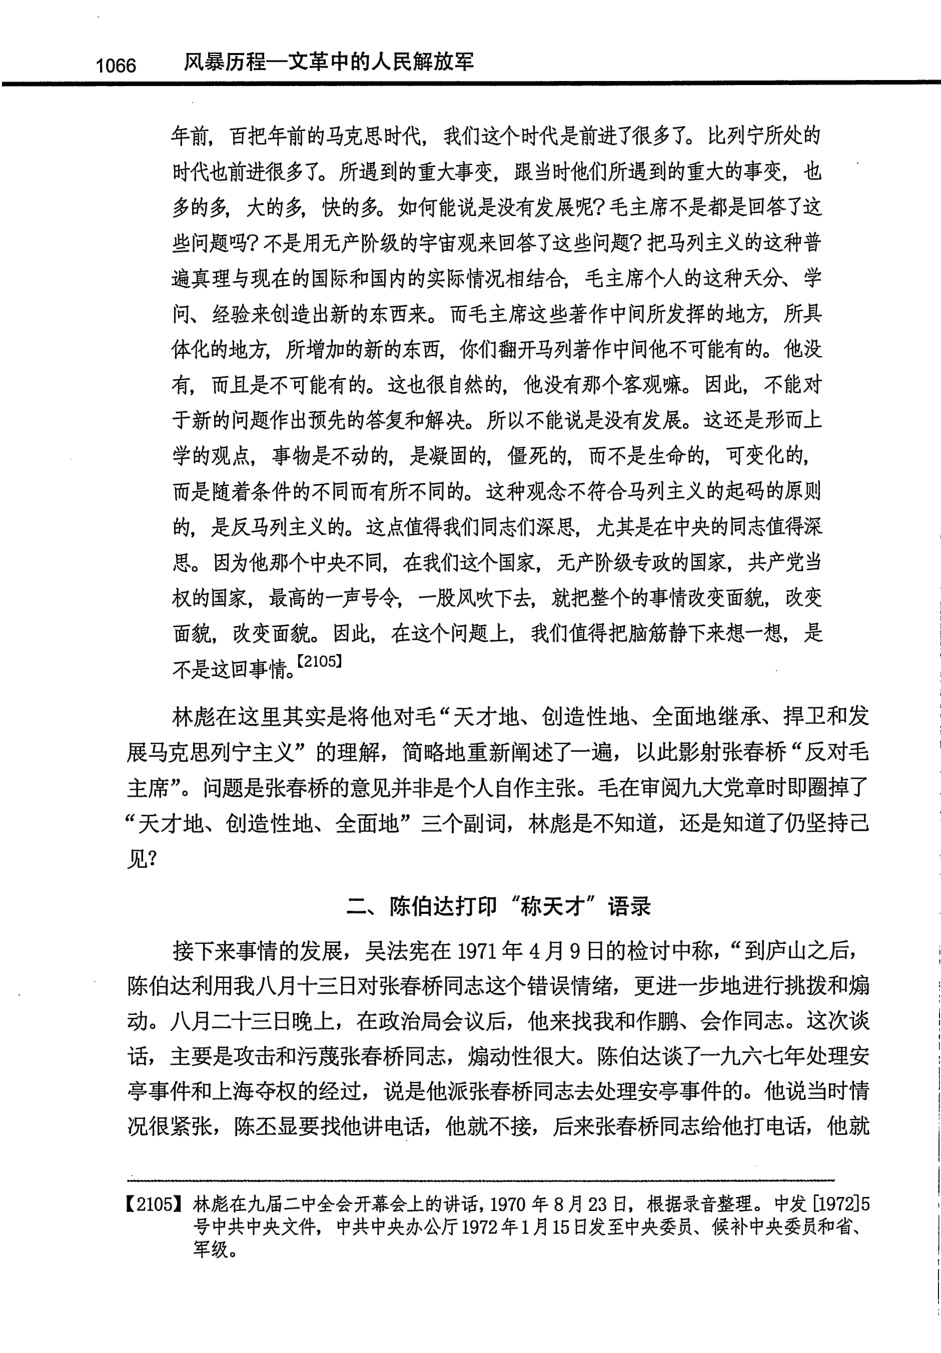 1066 风暴历程—文革中的人民解放军
年前，百把年前的马克思时代，我们这个时代是前进了很多了。比列宁所处的
时代也前进很多了。所遇到的重大事变，跟当时他们所遇到的重大的事变，也
多的多，大的多，快的多。如何能说是没有发展呢？毛主席不是都是回答了这
些问题吗？不是用无产阶级的宇宙观来回答了这些问题？把马列主义的这种普
遍真理与现在的国际和国内的实际情况相结合，毛主席个人的这种天分、学
问、经验来创造出新的东西来。而毛主席这些著作中间所发挥的地方，所具
体化的地方，所增加的新的东西，你们翻开马列著作中间他不可能有的。他没
有，而且是不可能有的。这也很自然的，他没有那个客观嘛。因此，不能对
于新的问题作出预先的答复和解决。所以不能说是没有发展。这还是形而上
学的观点，事物是不动的，是凝固的，僵死的，而不是生命的，可变化的，
而是随着条件的不同而有所不同的。这种观念不符合马列主义的起码的原则
的，是反马列主义的。这点值得我们同志们深思，尤其是在中央的同志值得深
思。因为他那个中央不同，在我们这个国家，无产阶级专政的国家，共产党当
权的国家，最高的一声号令，一股风吹下去，就把整个的事情改变面貌，改变
面貌，改变面貌。因此，在这个问题上，我们值得把脑筋静下来想一想，是
不是这回事情。【2105】
林彪在这里其实是将他对毛“天才地、创造性地、全面地继承、捍卫和发
展马克思列宁主义”的理解，简略地重新阐述了一遍，以此影射张春桥“反对毛
主席”。问题是张春桥的意见并非是个人自作主张。毛在审阅九大党章时即圈掉了
“天才地、创造性地、全面地”三个副词，林彪是不知道，还是知道了仍坚持己
见？
二、陈伯达打印“称天才”语录
接下来事情的发展，吴法宪在 1971 年 4 月 9 日的检讨中称，“到庐山之后，
陈伯达利用我八月十三日对张春桥同志这个错误情绪，更进一步地进行挑拨和煽
动。八月二十三日晚上，在政治局会议后，他来找我和作鹏、会作同志。这次谈
话，主要是攻击和污蔑张春桥同志，煽动性很大。陈伯达谈了一九六七年处理安
亭事件和上海夺权的经过，说是他派张春桥同志去处理安亭事件的。他说当时情
况很紧张，陈丕显要找他讲电话，他就不接，后来张春桥同志给他打电话，他就
【2105】林彪在九届二中全会开幕会上的讲话，1970 年 8 月 23 日，根据录音整理。中发 [1972]5
号中共中央文件，中共中央办公厅 1972 年 1 月 15 日发至中央委员、候补中央委员和省、
军级。